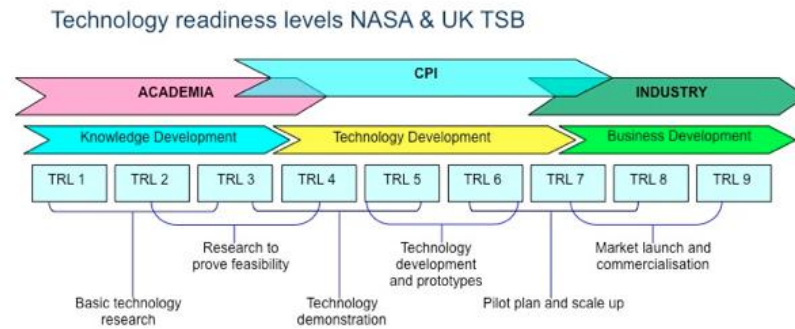 Technology readiness levels NASA & UK TSB
CPI
ACADEMIA
INDUSTRY
Knowledge Development
Technology Development
Business Development
TRL 1
TRL 2
TRL 3
TRL 4
TRL 5
TRL 6
TRL 7
TRL 8
TRL 9
Research to
prove feasibility
Technology
development
and prototypes
Market launch and
commercialisation
Basic technology
research
Technology
demonstration
Pilot plan and scale up